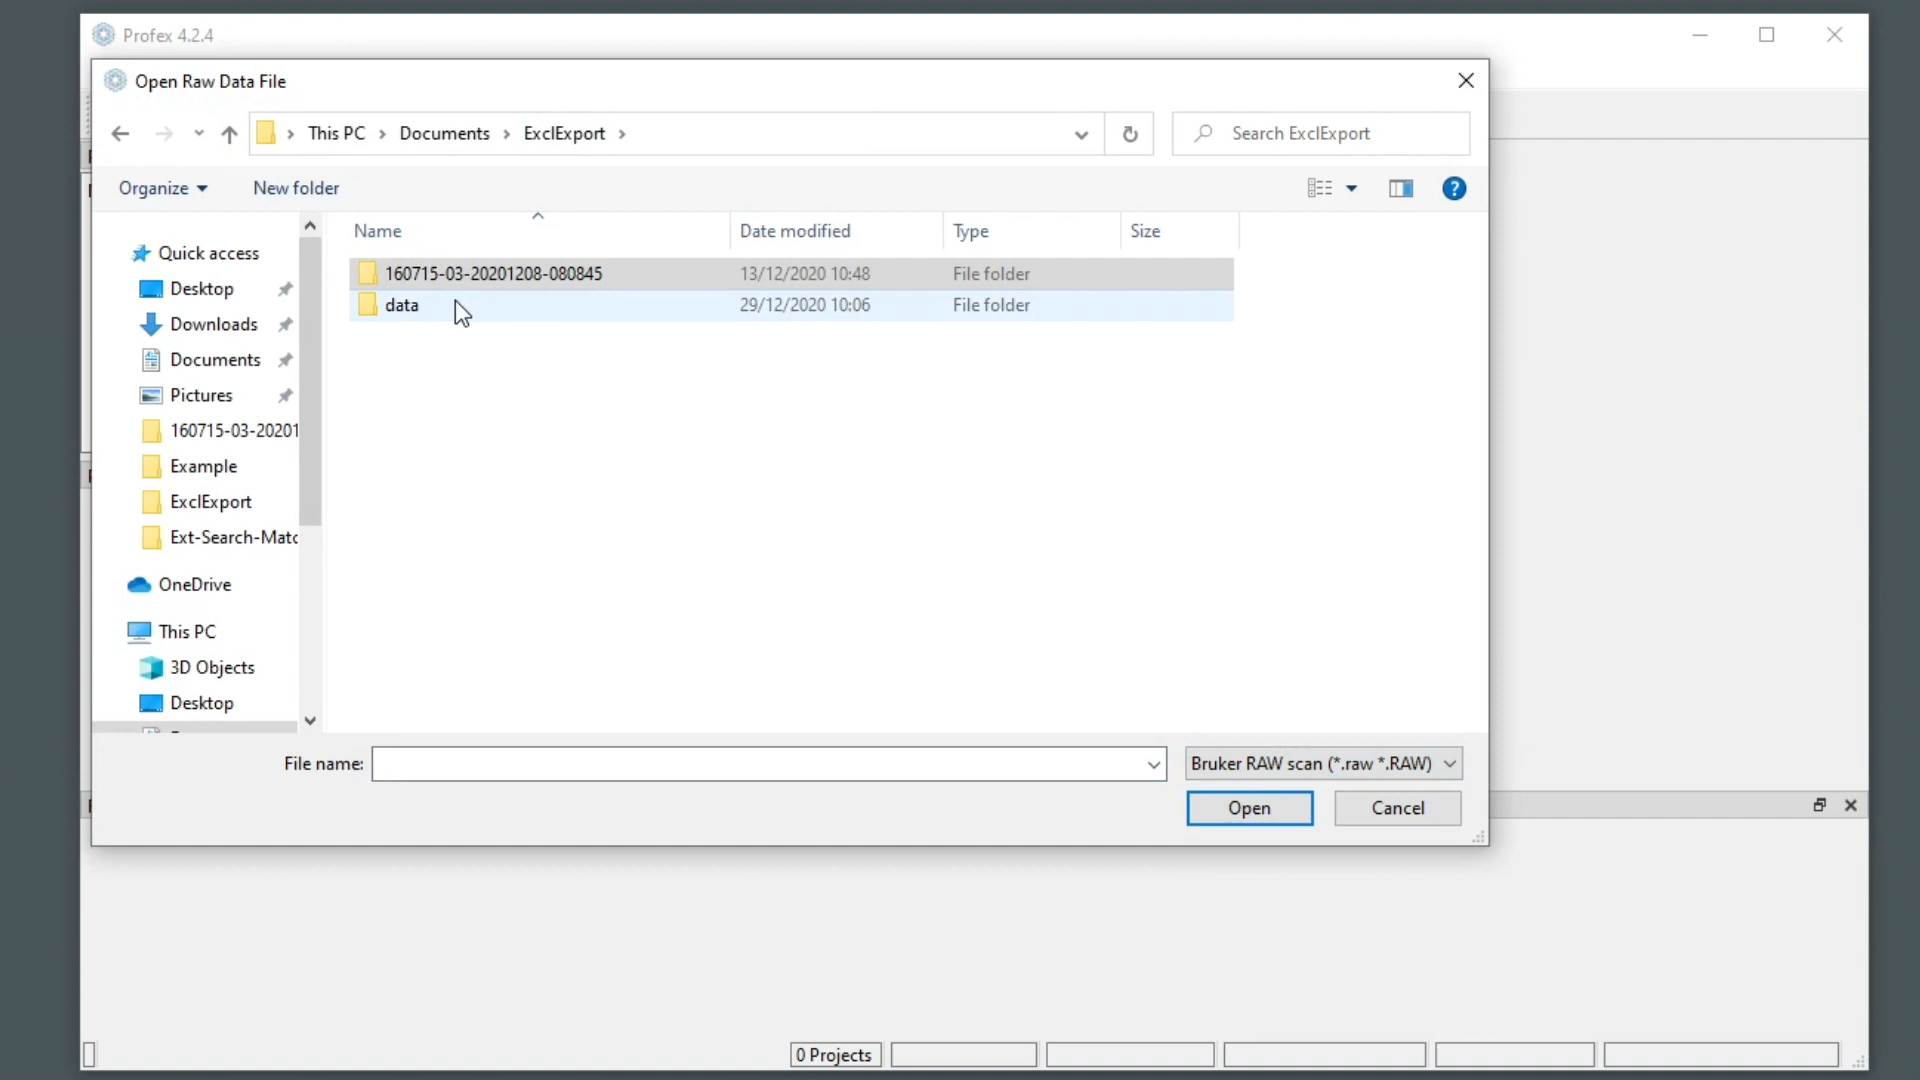 Profex 4.2.4
Open Raw Data File
This PC Documents ExclExport
Search ExclExport
Organize New folder
Name Date modified Type Size
160715-03-20201208-080845 13/12/2020 10:48 File folder
data 29/12/2020 10:06 File folder
Quick access
Desktop
Downloads
Documents
Pictures
160715-03-20201
Example
ExclExport
Ext-Search-Matc
OneDrive
This PC
3D Objects
Desktop
File name:
Bruker RAW scan (*.raw *.RAW)
Open Cancel
0 Projects